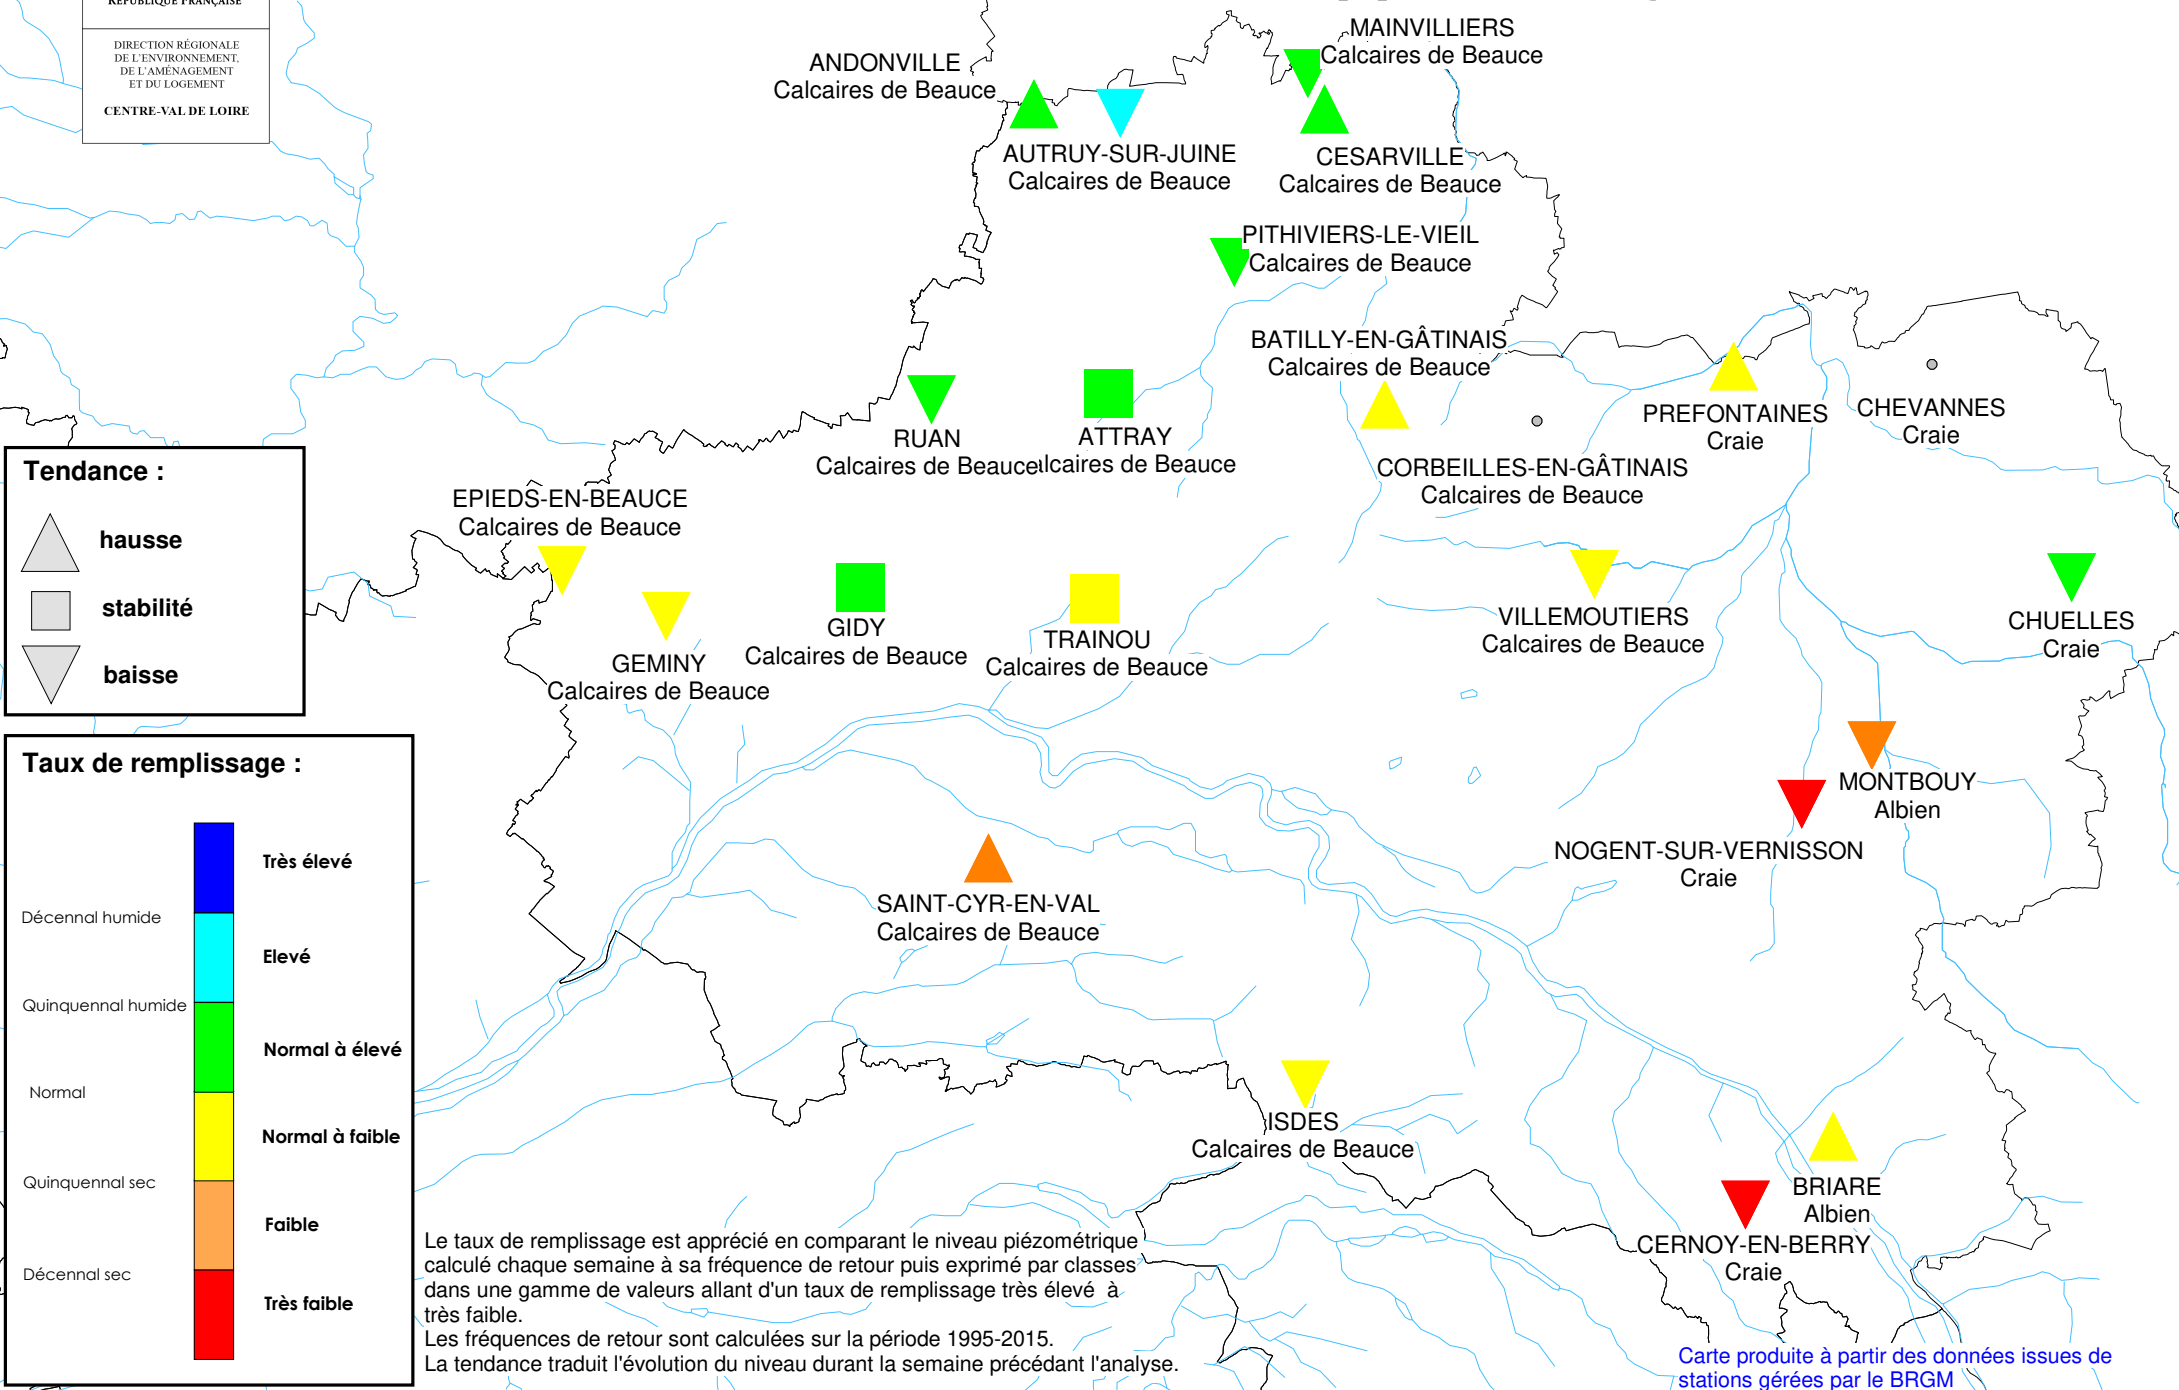 RÉPUBLIQUE FRANÇAISE
DIRECTION RÉGIONALE
DE L'ENVIRONNEMENT,
DE L'AMÉNAGEMENT
ET DU LOGEMENT
CENTRE-VAL DE LOIRE
MAINVILLIERS
Calcaires de Beauce
ANDONVILLE
Calcaires de Beauce
AUTRUY-SUR-JUINE
Calcaires de Beauce
CESARVILLE
Calcaires de Beauce
PITHIVIERS-LE-VIEIL
Calcaires de Beauce
BATILLY-EN-GÂTINAIS
Calcaires de Beauce
PREFONTAINES
Craie
CHEVANNES
Craie
RUAN
Calcaires de Beauce
ATTRAY
alcaires de Beauce
CORBEILLES-EN-GÂTINAIS
Calcaires de Beauce
EPIEDS-EN-BEAUCE
Calcaires de Beauce
GEMINY
Calcaires de Beauce
GIDY
Calcaires de Beauce
TRAINOU
Calcaires de Beauce
VILLEMOUTIERS
Calcaires de Beauce
CHUELLES
Craie
MONTBOUY
Albien
NOGENT-SUR-VERNISSON
Craie
SAINT-CYR-EN-VAL
Calcaires de Beauce
ISDES
Calcaires de Beauce
BRIARE
Albien
CERNOY-EN-BERRY
Craie
Tendance :
hausse
stabilité
baisse
Taux de remplissage :
Très élevé
Décennal humide
Elevé
Quinquennal humide
Normal à élevé
Normal
Normal à faible
Quinquennal sec
Faible
Décennal sec
Très faible
Le taux de remplissage est apprécié en comparant le niveau piézométrique
calculé chaque semaine à sa fréquence de retour puis exprimé par classes
dans une gamme de valeurs allant d'un taux de remplissage très élevé à
très faible.
Les fréquences de retour sont calculées sur la période 1995-2015.
La tendance traduit l'évolution du niveau durant la semaine précédant l'analyse.
Carte produite à partir des données issues de
stations gérées par le BRGM